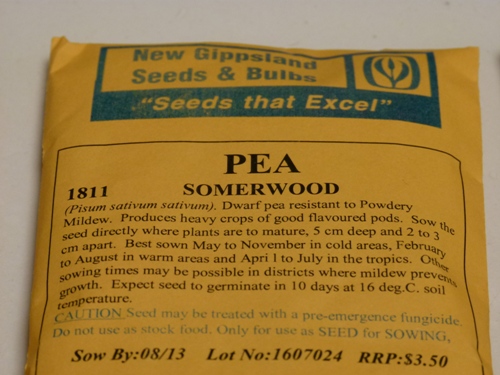 New Gippsland
Seeds & Bulbs
"Seeds that Excel"
PEA
1811 SOMERWOOD
(Pisum sativum sativum). Dwarf pea resistant to Powdery
Mildew. Produces heavy crops of good flavoured pods. Sow the
seed directly where plants are to mature, 5 cm deep and 2 to 3
cm apart. Best sown May to November in cold areas, February
to August in warm areas and April to July in the tropics. Other
sowing times may be possible in districts where mildew prevents
growth. Expect seed to germinate in 10 days at 16 deg.C. soil
temperature.
CAUTION Seed may be treated with a pre-emergence fungicide.
Do not use as stock food. Only for use as SEED for SOWING,
Sow By:08/13 Lot No:1607024 RRP:$3.50